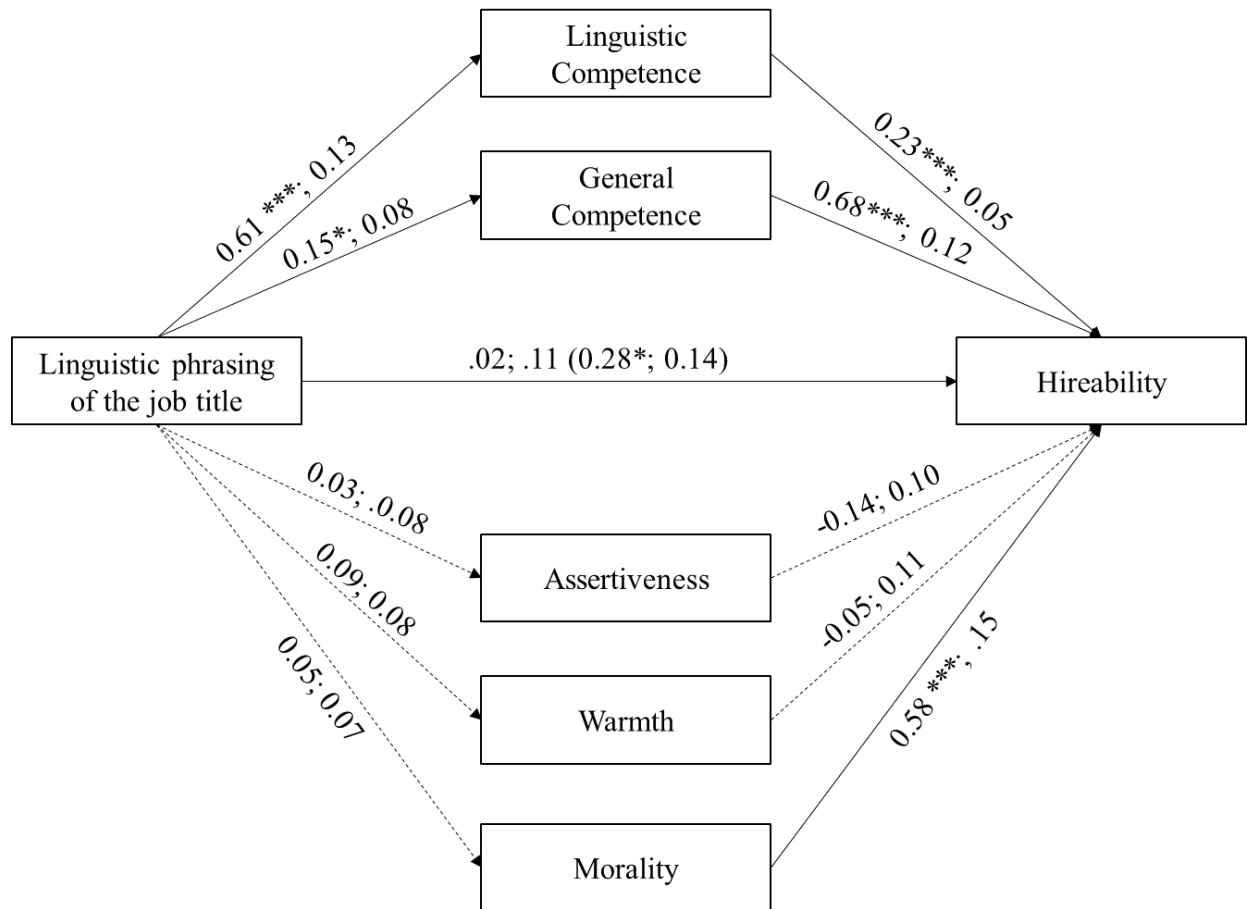 Linguistic
Competence
0.61 ***; 0.13
0.23***; 0.05
General
Competence
0.15*; 0.08
0.68***; 0.12
Linguistic phrasing
of the job title
.02; .11 (0.28*; 0.14)
Hireability
0.03; .0.08
-0.14; 0.10
Assertiveness
0.09; 0.08
-0.05; 0.11
Warmth
0.05; 0.07
0.58 ***; .15
Morality